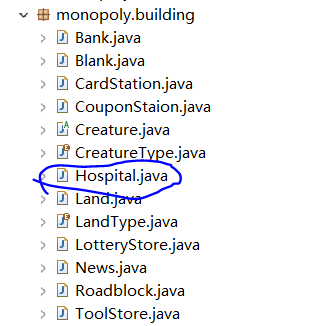 monopoly.building
Bank.java
Blank.java
CardStation.java
CouponStaion.java
Creature.java
CreatureType.java
Hospital.java
Land.java
LandType.java
LotteryStore.java
News.java
Roadblock.java
ToolStore.java